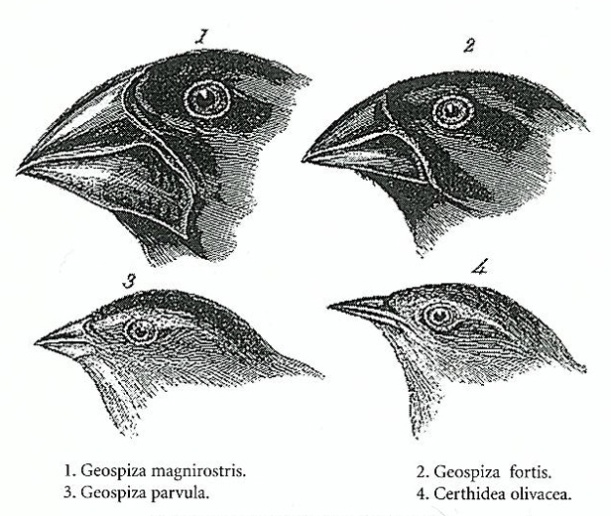 1 2
3 4
1. Geospiza magnirostris. 2. Geospiza fortis.
3. Geospiza parvula. 4. Certhidea olivacea.